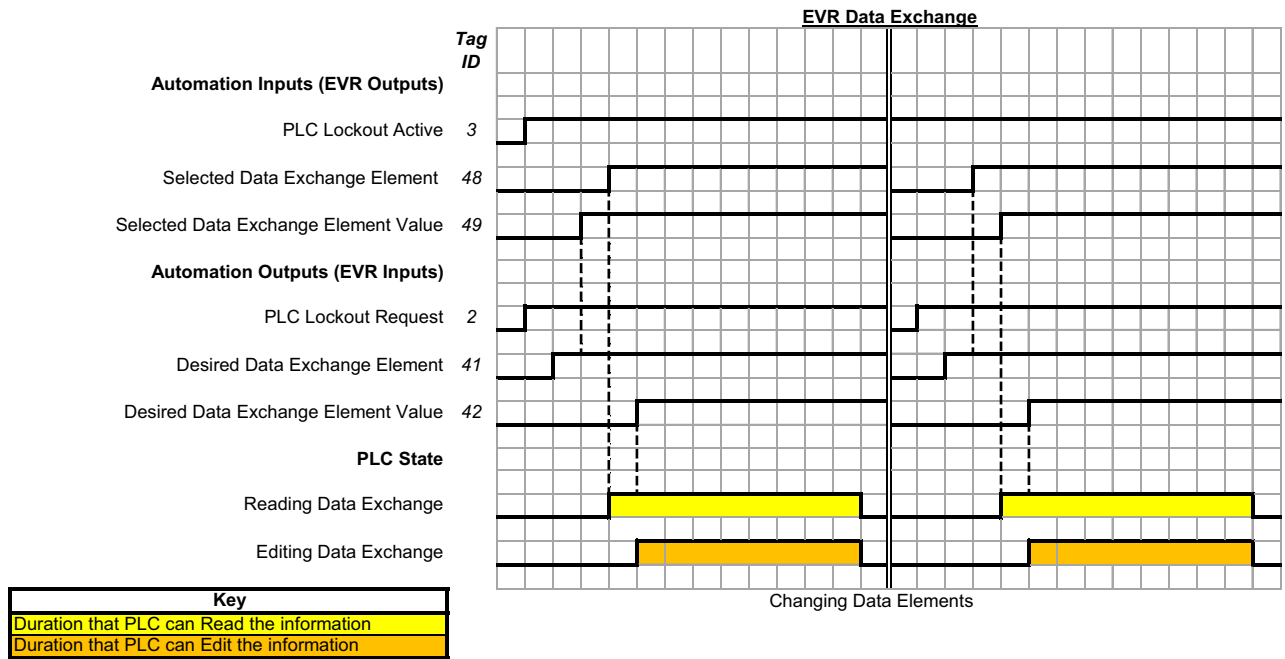 EVR Data Exchange
Tag
ID
Automation Inputs (EVR Outputs)
PLC Lockout Active 3
Selected Data Exchange Element 48
Selected Data Exchange Element Value 49
Automation Outputs (EVR Inputs)
PLC Lockout Request 2
Desired Data Exchange Element 41
Desired Data Exchange Element Value 42
PLC State
Reading Data Exchange
Editing Data Exchange
Changing Data Elements
Key
Duration that PLC can Read the information
Duration that PLC can Edit the information